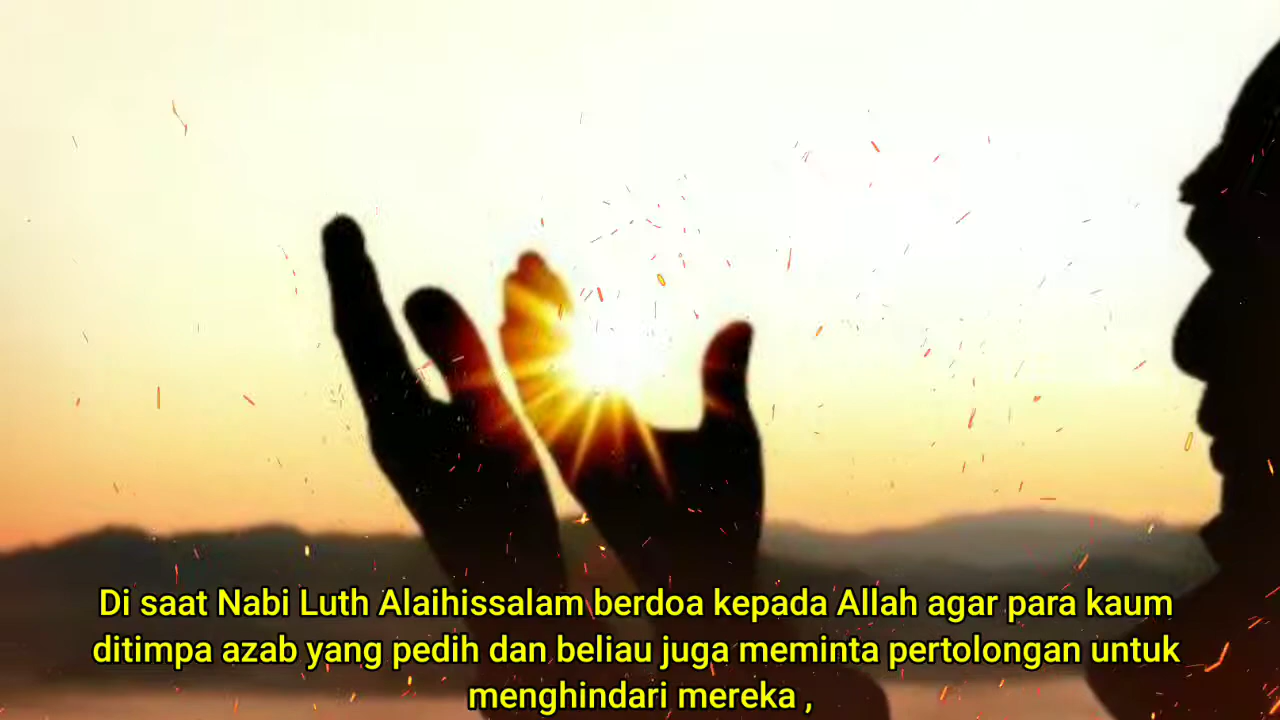 Di saat Nabi Luth Alaihissalam berdoa kepada Allah agar para kaum
ditimpa azab yang pedih dan beliau juga meminta pertolongan untuk
menghindari mereka ,